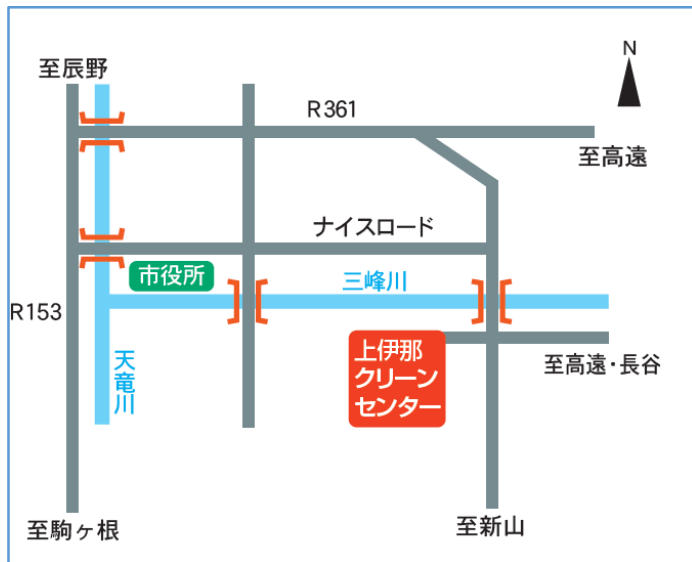 至辰野
N
R361
至高遠
ナイスロード
市役所
三峰川
R153
上伊那
クリーン
センター
至高遠・長谷
天竜川
至駒ヶ根
至新山